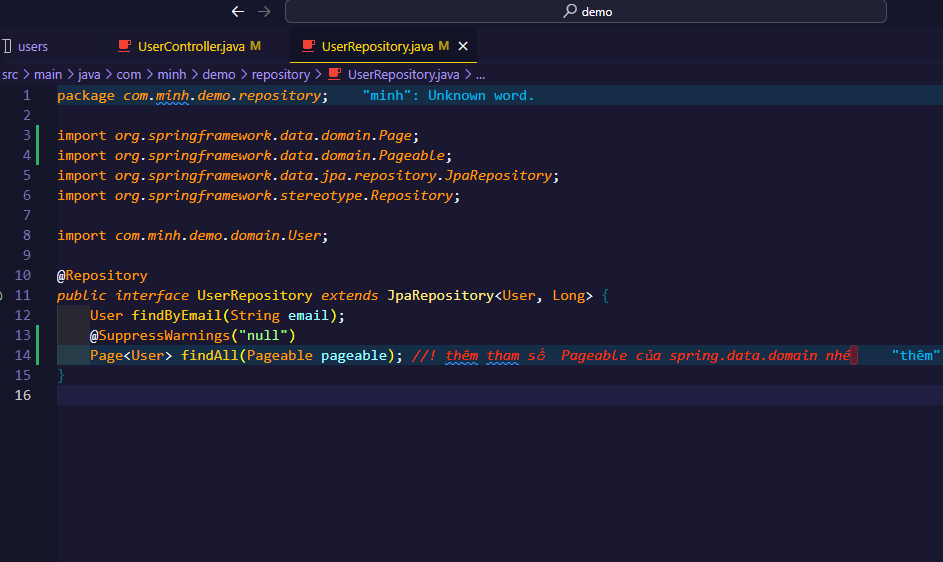 demo
users
UserController.java M
UserRepository.java M
src > main > java > com > minh > demo > repository > UserRepository.java > ...
1 package com.minh.demo.repository; "minh": Unknown word.
2
3 import org.springframework.data.domain.Page;
4 import org.springframework.data.domain.Pageable;
5 import org.springframework.data.jpa.repository.JpaRepository;
6 import org.springframework.stereotype.Repository;
7
8 import com.minh.demo.domain.User;
9
10 @Repository
11 public interface UserRepository extends JpaRepository<User, Long> {
12 User findByEmail(String email);
13 @SuppressWarnings("null")
14 Page<User> findAll(Pageable pageable); //! thêm tham số  Pageable của spring.data.domain nhé "thêm"
15 }
16